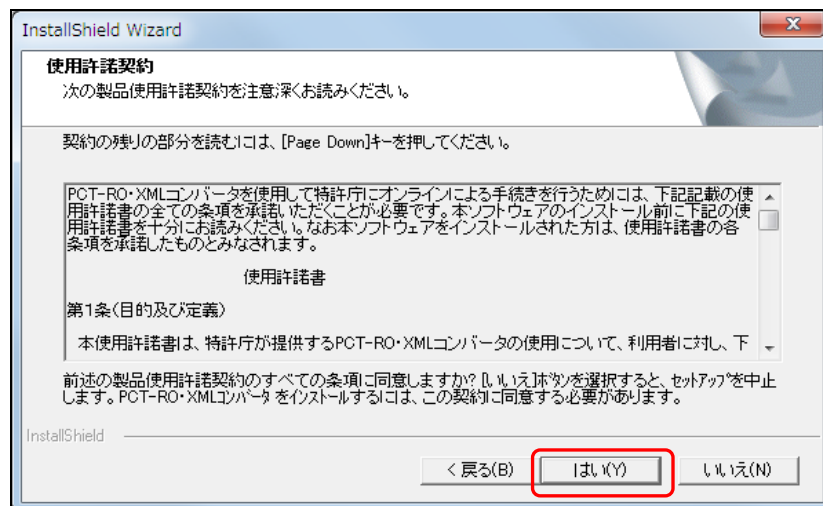 InstallShield Wizard
使用許諾契約
次の製品使用許諾契約を注意深くお読みください。
契約の残りの部分を読むには、[Page Down]キーを押してください。
PCT-RO・XMLコンバータを使用して特許庁にオンラインによる手続きを行うためには、下記記載の使
用許諾書の全ての条項を承諾いただくことが必要です。本ソフトウェアのインストール前に下記の使
用許諾書を十分にお読みください。なお本ソフトウェアをインストールされた方は、使用許諾書の各
条項を承諾したものとみなされます。
使用許諾書
第1条(目的及び定義)
本使用許諾書は、特許庁が提供するPCT-RO・XMLコンバータの使用について、利用者に対し、下
前述の製品使用許諾契約のすべての条項に同意しますか?[いいえ]ボタンを選択すると、セットアップを中止
します。PCT-RO・XMLコンバータ をインストールするには、この契約に同意する必要があります。
InstallShield
< 戻る(B) はい(Y) いいえ(N)